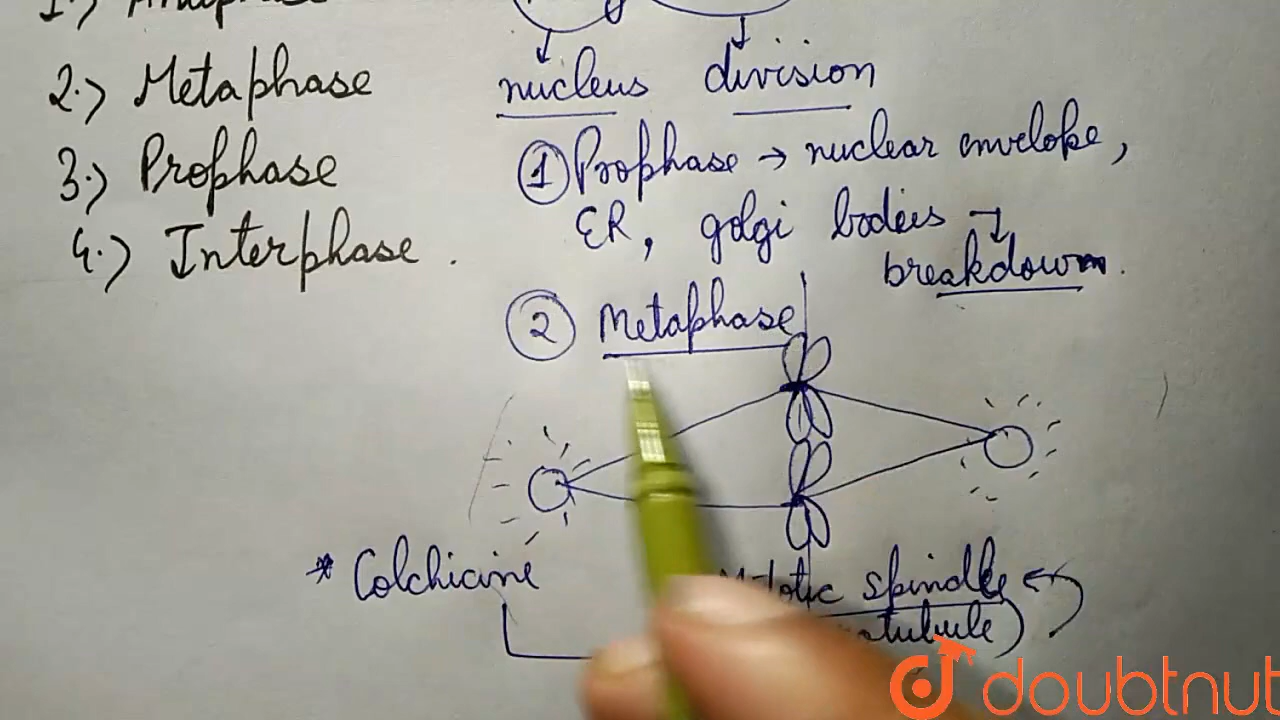 2.) Metaphase
3.) Prophase
4.) Interphase.
nucleus division
① Prophase → nuclear envelope,
ER, golgi bodies →
breakdown.
② Metaphase
* Colchicine
spindle
doubtnut